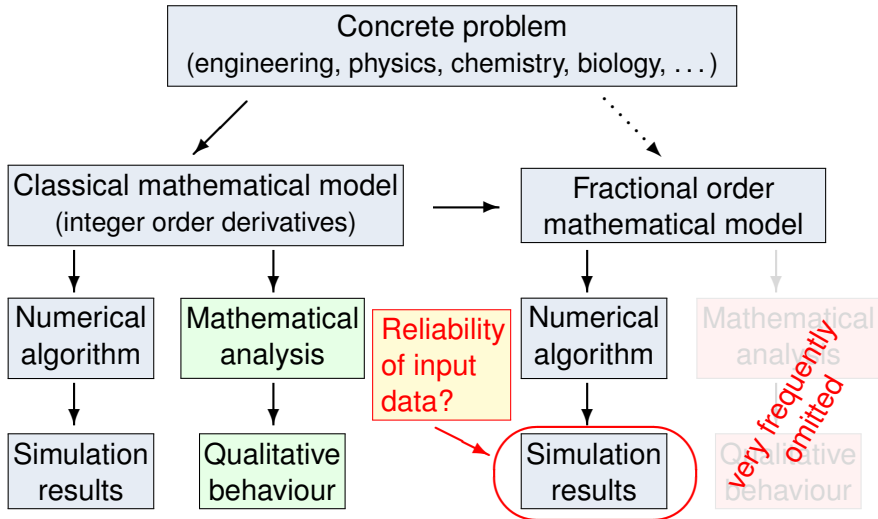 Concrete problem
(engineering, physics, chemistry, biology, . . . )
Classical mathematical model
(integer order derivatives)
Fractional order
mathematical model
Numerical
algorithm
Mathematical
analysis
Reliability
of input
data?
Numerical
algorithm
Mathematical
analysis
very frequently
omitted
Simulation
results
Qualitative
behaviour
Simulation
results
Qualitative
behaviour